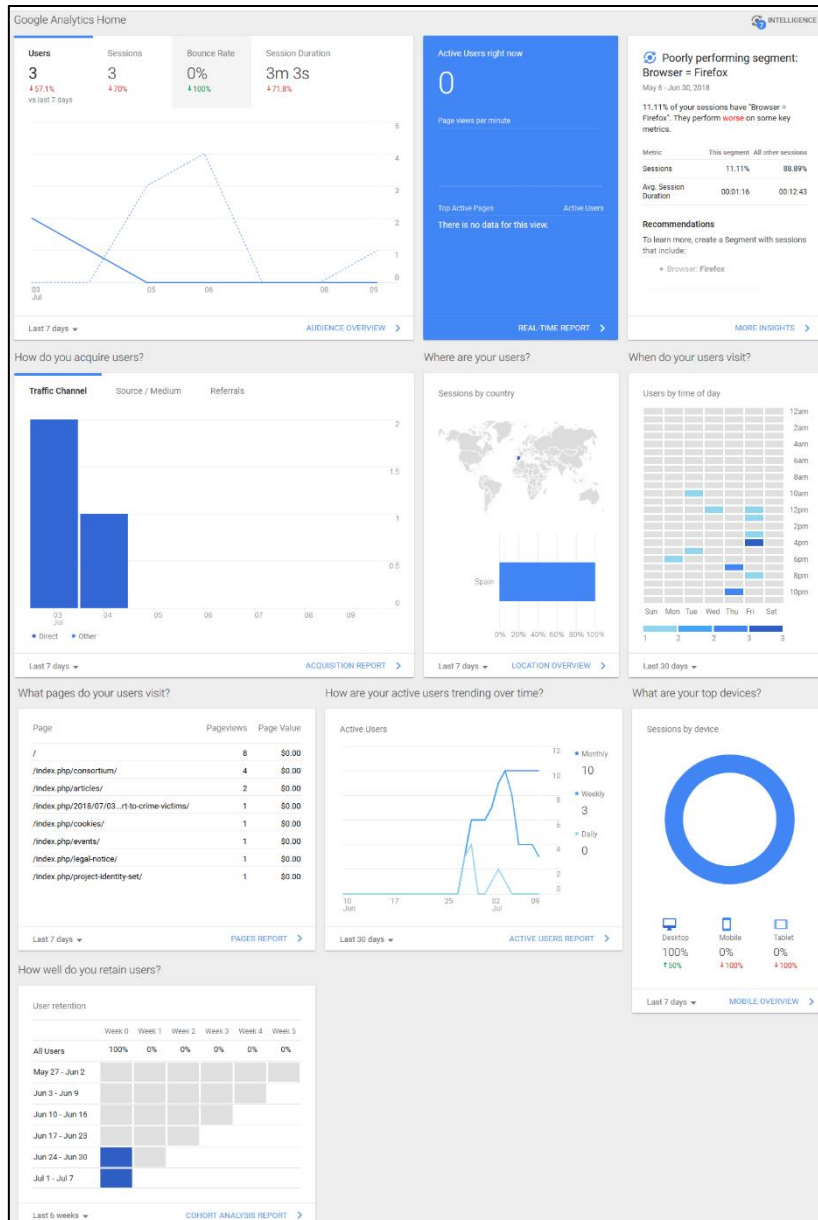 Google Analytics Home
7
INTELLIGENCE
Users Sessions Bounce Rate Session Duration
3 3 0% 3m 3s
↓57.1% ↓70% ↓100% ↓71.8%
vs last 7 days
5
4
3
2
1
0
03 05 06 08 09
Jul
Last 7 days
AUDIENCE OVERVIEW
Active Users right now
0
Page views per minute
Top Active Pages Active Users
There is no data for this view.
REAL-TIME REPORT
Poorly performing segment:
Browser = Firefox
May 6 - Jun 30, 2018
11.11% of your sessions have "Browser =
Firefox". They perform worse on some key
metrics.
Metric This segment All other sessions
Sessions 11.11% 88.89%
Avg. Session
Duration 00:01:16 00:12:43
Recommendations
To learn more, create a Segment with sessions
that include:
• Browser: Firefox
MORE INSIGHTS
How do you acquire users?
Traffic Channel Source / Medium Referrals
2
1.5
1
0.5
0
03 04 05 06 07 08 09
Jul
Direct Other
Last 7 days
ACQUISITION REPORT
Where are your users?
Sessions by country
Spain
0% 20% 40% 60% 80% 100%
Last 7 days
LOCATION OVERVIEW
When do your users visit?
Users by time of day
12am
2am
4am
6am
8am
10am
12pm
2pm
4pm
6pm
8pm
10pm
Sun Mon Tue Wed Thu Fri Sat
1 2 2 3 3
Last 30 days
What pages do your users visit?
Page Pageviews Page Value
/ 8 $0.00
/index.php/consortium/ 4 $0.00
/index.php/articles/ 2 $0.00
/index.php/2018/07/03...rt-to-crime-victims/ 1 $0.00
/index.php/cookies/ 1 $0.00
/index.php/events/ 1 $0.00
/index.php/legal-notice/ 1 $0.00
/index.php/project-identity-set/ 1 $0.00
Last 7 days
PAGES REPORT
How are your active users trending over time?
Active Users
12
10
8
6
4
2
0
10 17 25 02 09
Jun Jul
Monthly
10
Weekly
3
Daily
0
Last 30 days
ACTIVE USERS REPORT
What are your top devices?
Sessions by device
Desktop Mobile Tablet
100% 0% 0%
↑50% ↓100% ↓100%
Last 7 days
MOBILE OVERVIEW
How well do you retain users?
User retention
Week 0 Week 1 Week 2 Week 3 Week 4 Week 5
All Users 100% 0% 0% 0% 0% 0%
May 27 - Jun 2
Jun 3 - Jun 9
Jun 10 - Jun 16
Jun 17 - Jun 23
Jun 24 - Jun 30
Jul 1 - Jul 7
Last 6 weeks
COHORT ANALYSIS REPORT